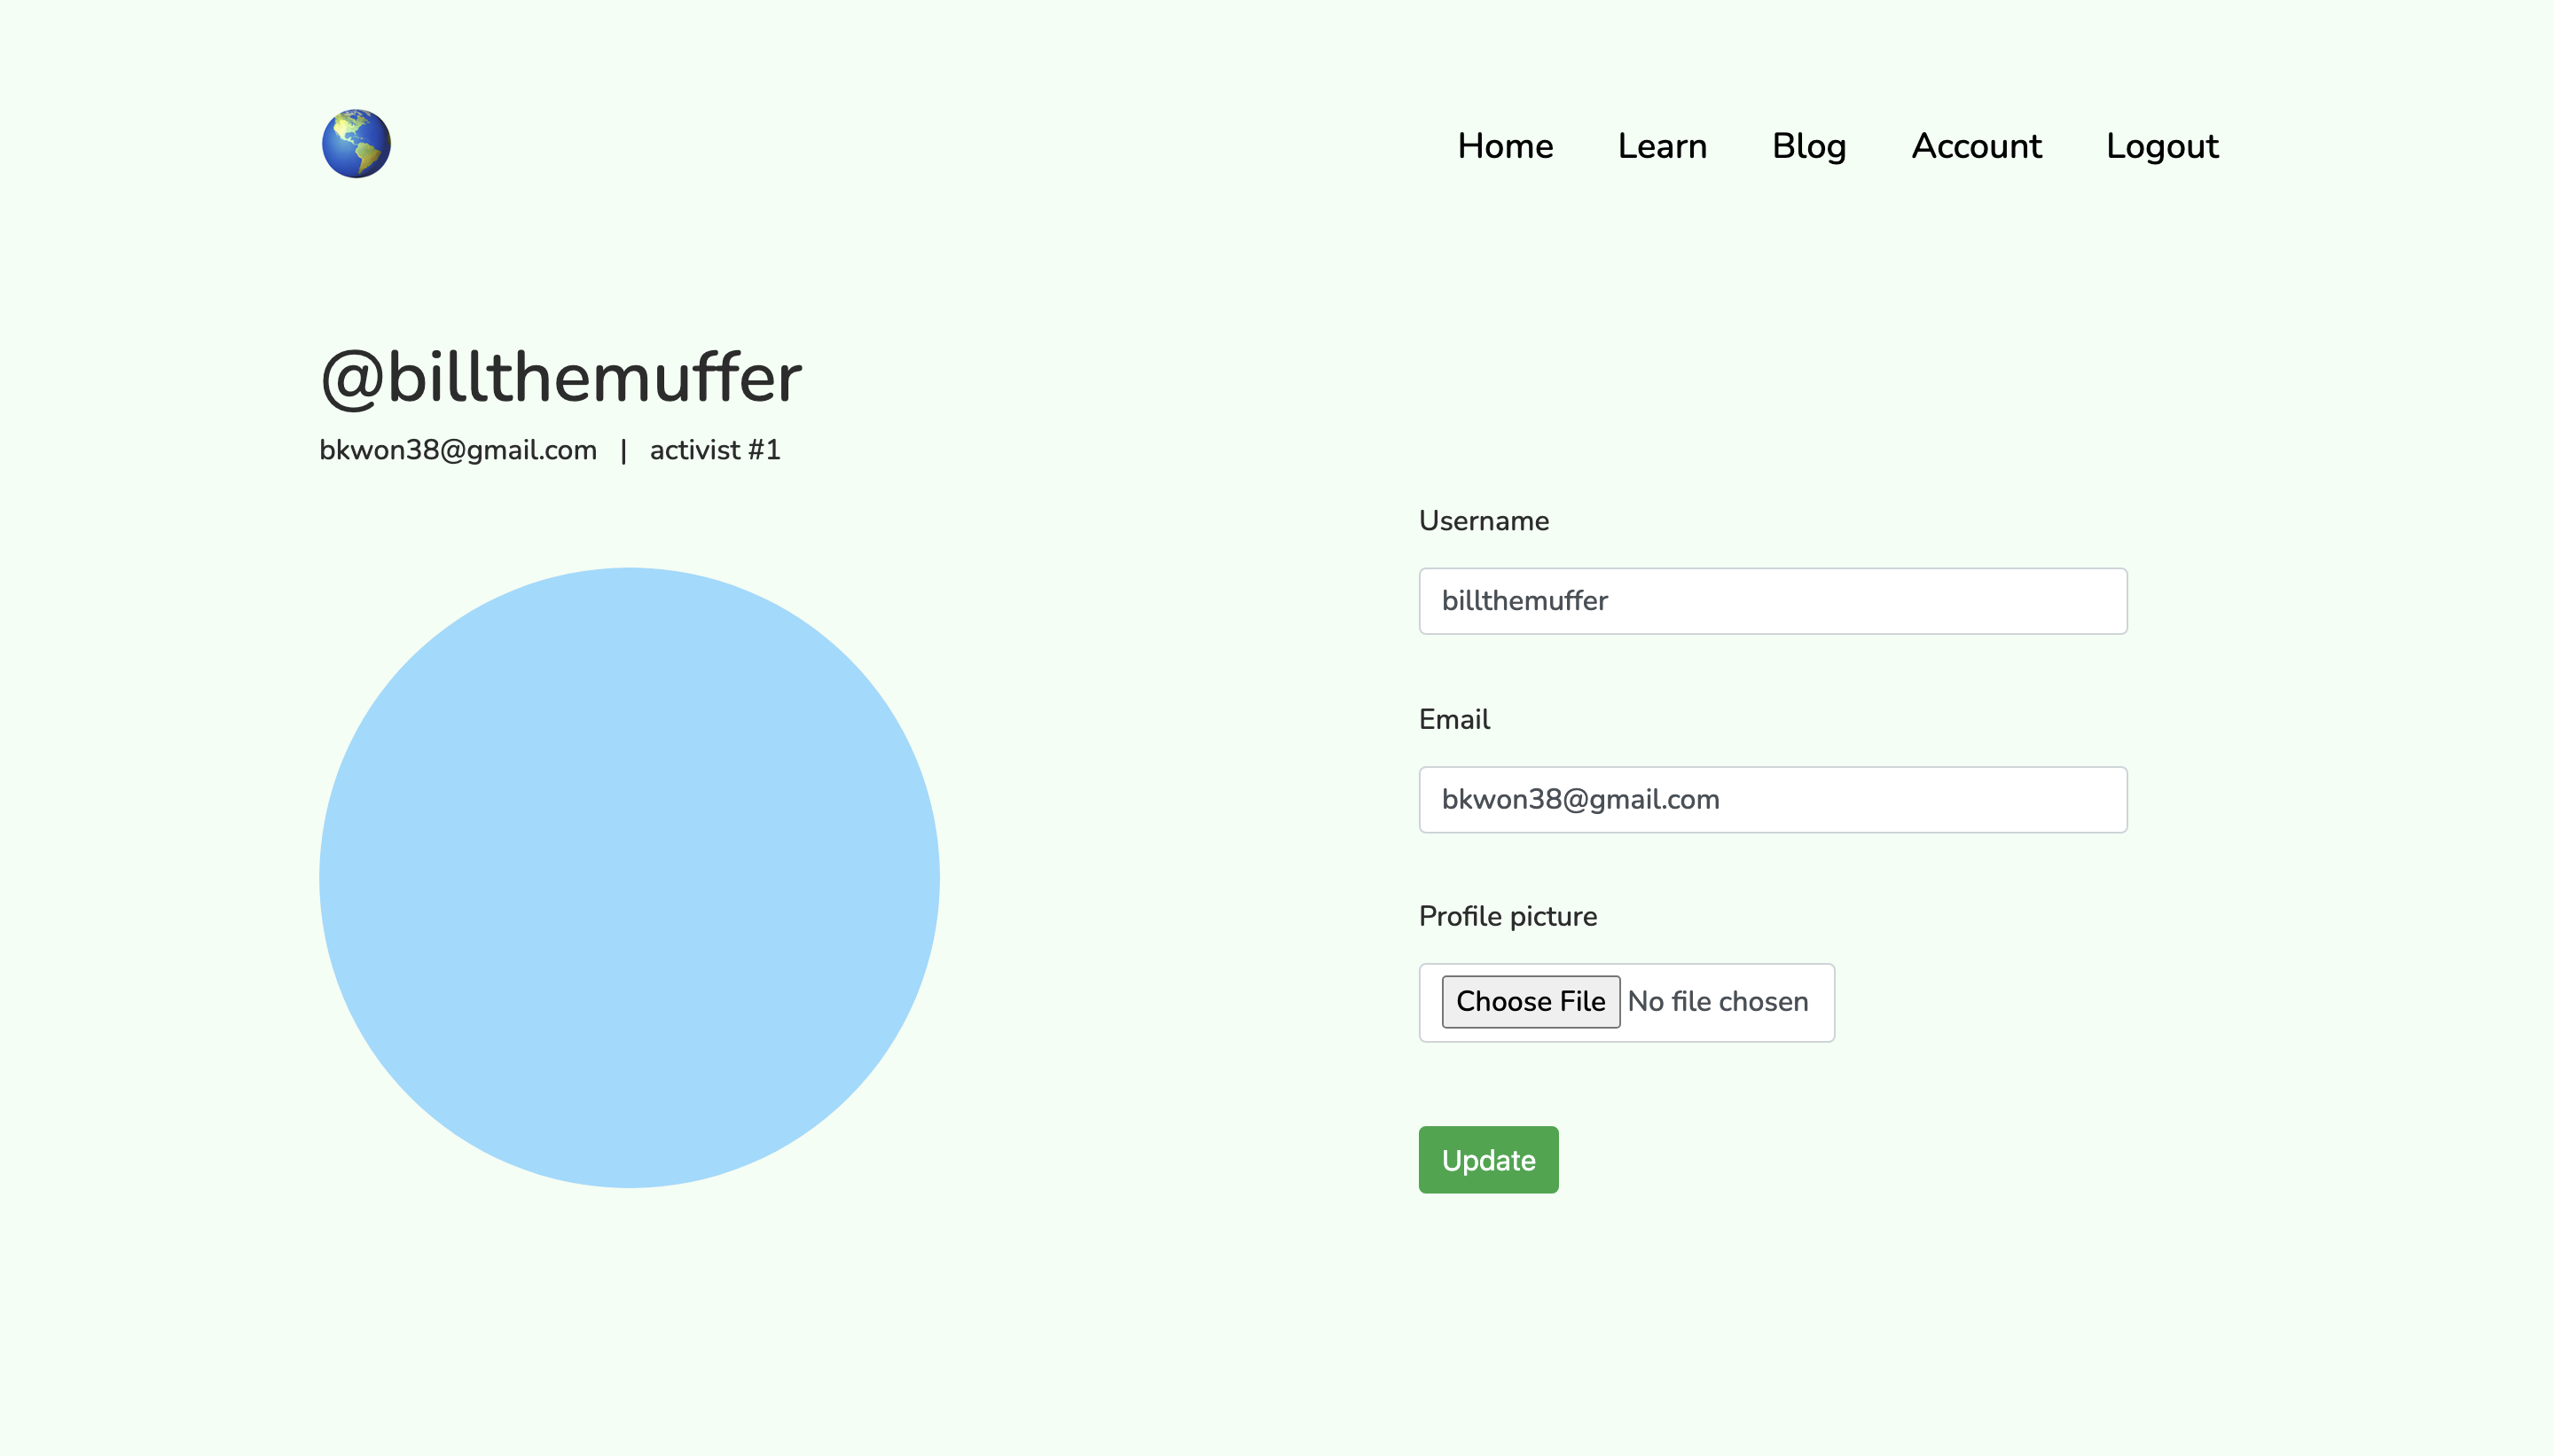 Home Learn Blog Account Logout
@billthemuffer
bkwon38@gmail.com | activist #1
Username
billthemuffer
Email
bkwon38@gmail.com
Profile picture
Choose File No file chosen
Update